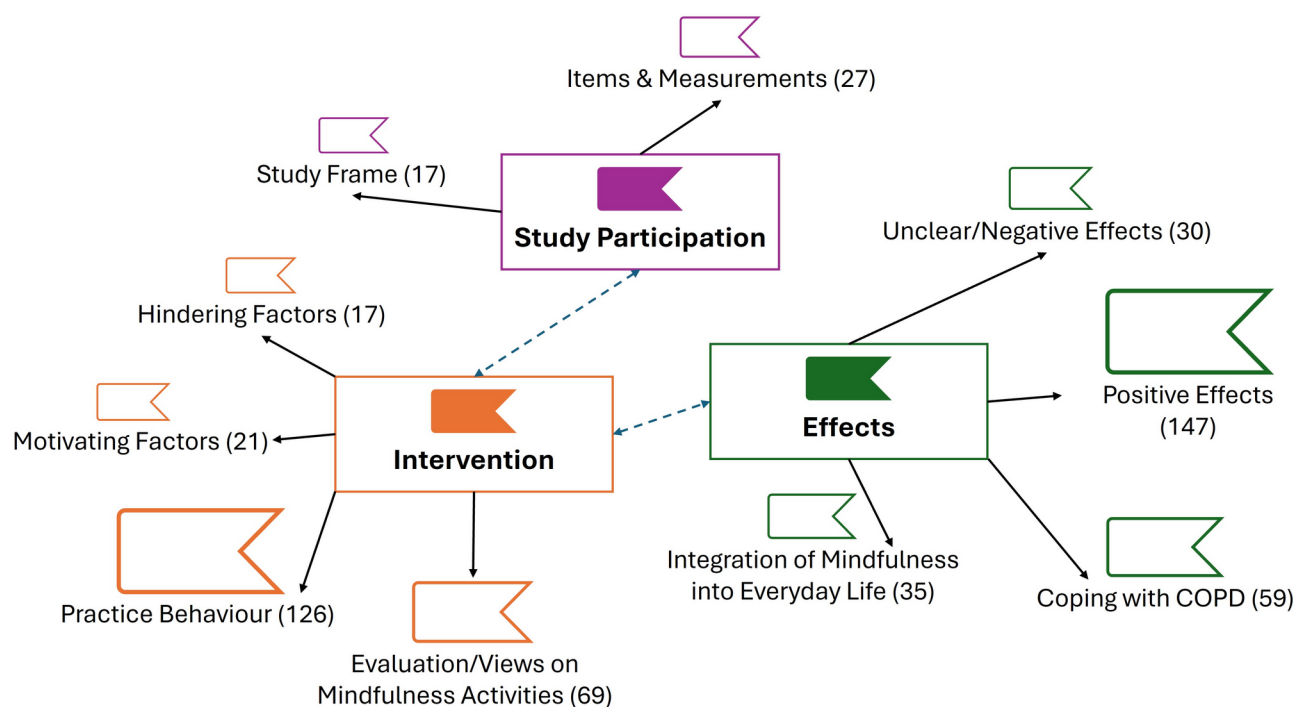 Items & Measurements (27)
Study Frame (17)
Study Participation
Unclear/Negative Effects (30)
Hindering Factors (17)
Positive Effects
(147)
Effects
Motivating Factors (21)
Intervention
Integration of Mindfulness
into Everyday Life (35)
Coping with COPD (59)
Practice Behaviour (126)
Evaluation/Views on
Mindfulness Activities (69)